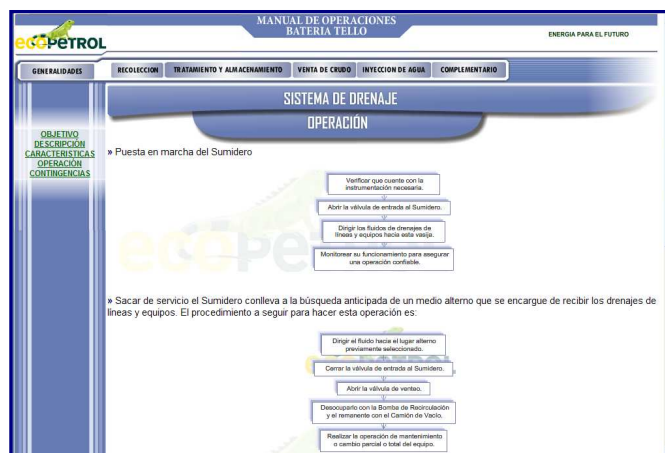 MANUAL DE OPERACIONES
BATERIA TELLO
ecopetrol
ENERGIA PARA EL FUTURO
GENERALIDADES
RECOLECCION
TRATAMIENTO Y ALMACENAMIENTO
VENTA DE CRUDO
INYECCION DE AGUA
COMPLEMENTARIO
SISTEMA DE DRENAJE
OPERACIÓN
OBJETIVO
DESCRIPCIÓN
CARACTERISTICAS
OPERACIÓN
CONTINGENCIAS
» Puesta en marcha del Sumidero
Verificar que cuente con la
instrumentación necesaria.
Abrir la válvula de entrada al Sumidero.
Dirigir los fluidos de drenajes de
líneas y equipos hacia esta vasija.
Monitorear su funcionamiento para asegurar
una operación confiable.
» Sacar de servicio el Sumidero conlleva a la búsqueda anticipada de un medio alterno que se encargue de recibir los drenajes de
líneas y equipos. El procedimiento a seguir para hacer esta operación es:
Dirigir el fluido hacia el lugar alterno
previamente seleccionado.
Cerrar la válvula de entrada al Sumidero.
Abrir la válvula de venteo.
Desocuparlo con la Bomba de Recirculación
y el remanente con el Camión de Vacío.
Realizar la operación de mantenimiento
o cambio parcial o total del equipo.